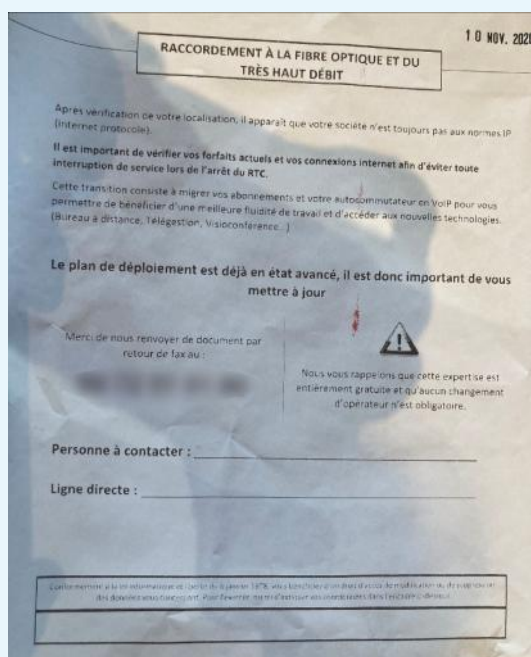 10 NOV. 202
RACCORDEMENT À LA FIBRE OPTIQUE ET DU
TRÈS HAUT DÉBIT
Après vérification de votre localisation, il apparaît que votre société n'est toujours pas aux normes IP
(Internet protocole).
Il est important de vérifier vos forfaits actuels et vos connexions internet afin d'éviter toute
interruption de service lors de l'arrêt du RTC.
Cette transition consiste à migrer vos abonnements et votre autocommutateur en VoIP pour vous
permettre de bénéficier d'une meilleure fluidité de travail et d'accéder aux nouvelles technologies.
(Bureau à distance, Télégestion, Visioconférence...)
Le plan de déploiement est déjà en état avancé, il est donc important de vous
mettre à jour
Merci de nous renvoyer de document par
retour de fax au :
Nous vous rappelons que cette expertise est
entièrement gratuite et qu'aucun changement
d'opérateur n'est obligatoire.
Personne à contacter :
Ligne directe :